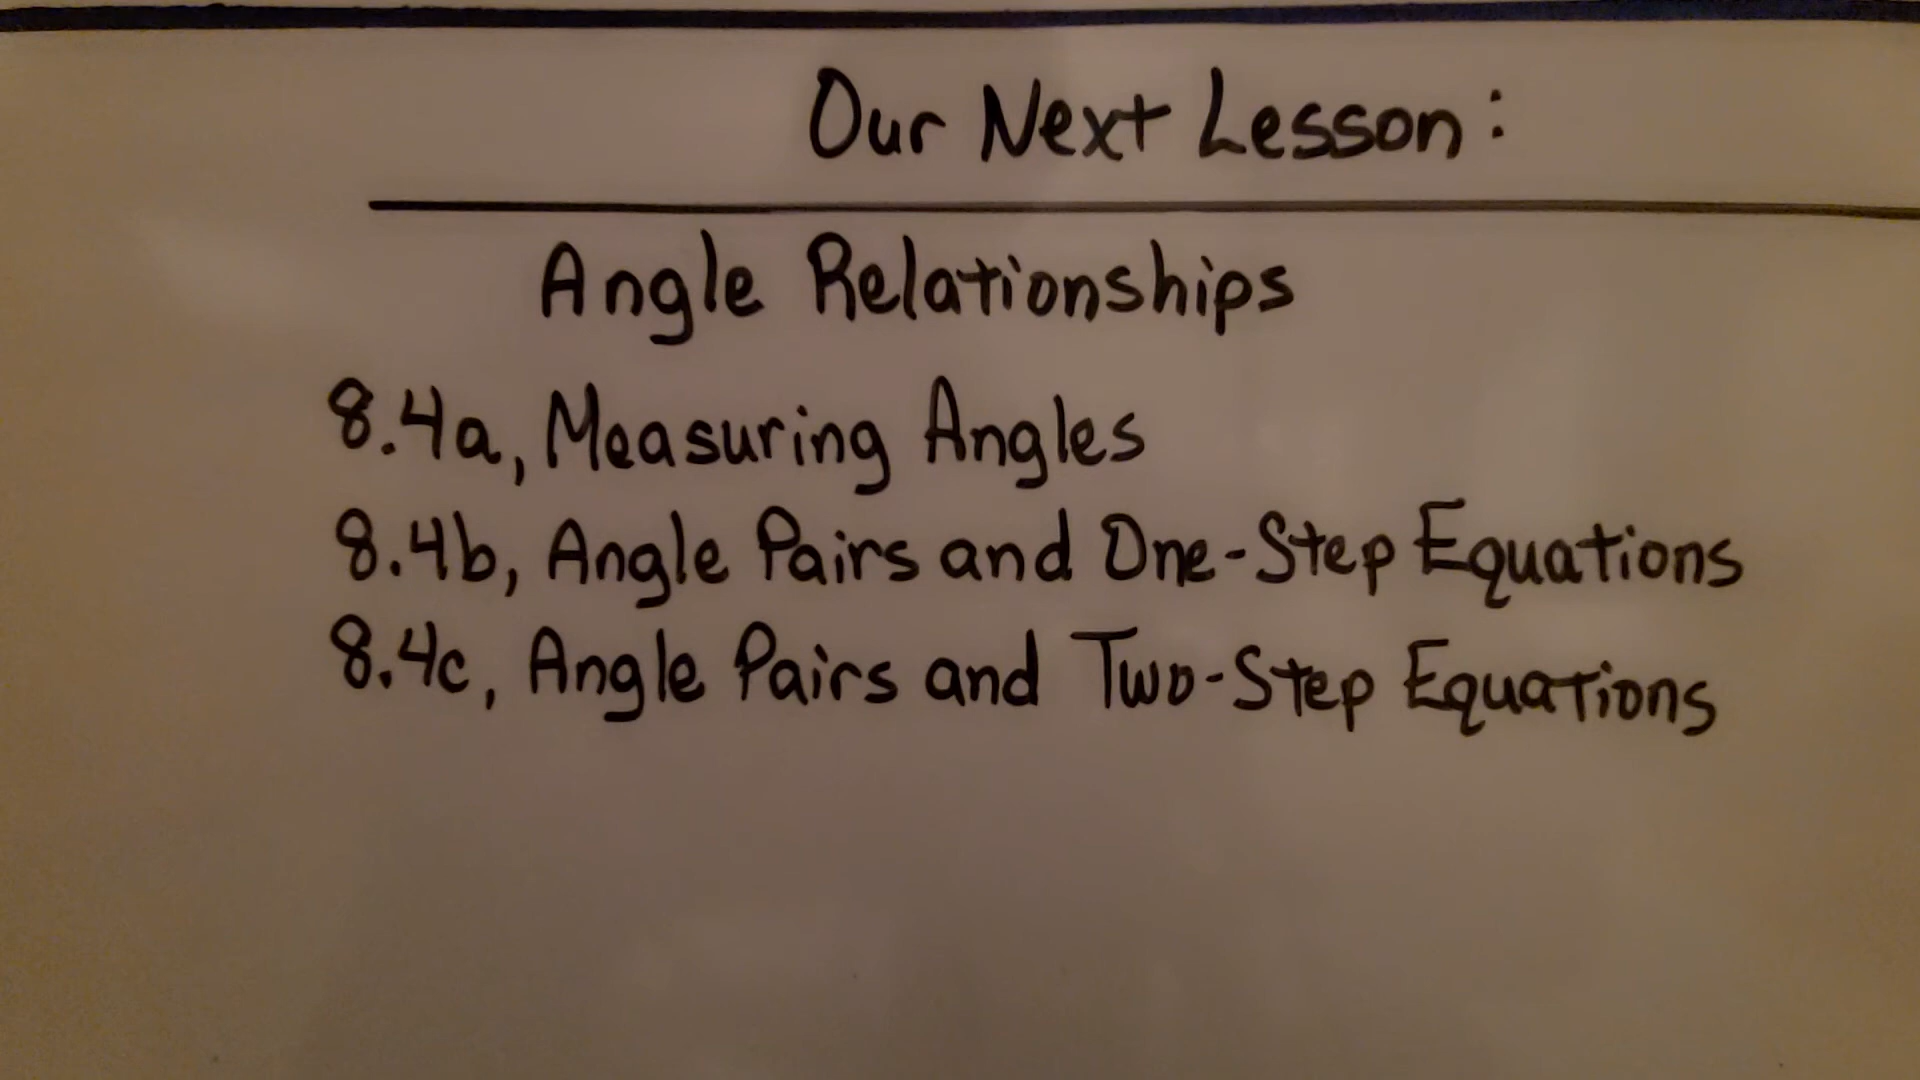 Our Next Lesson:
Angle Relationships
8.4a, Measuring Angles
8.4b, Angle Pairs and One-Step Equations
8.4c, Angle Pairs and Two-Step Equations